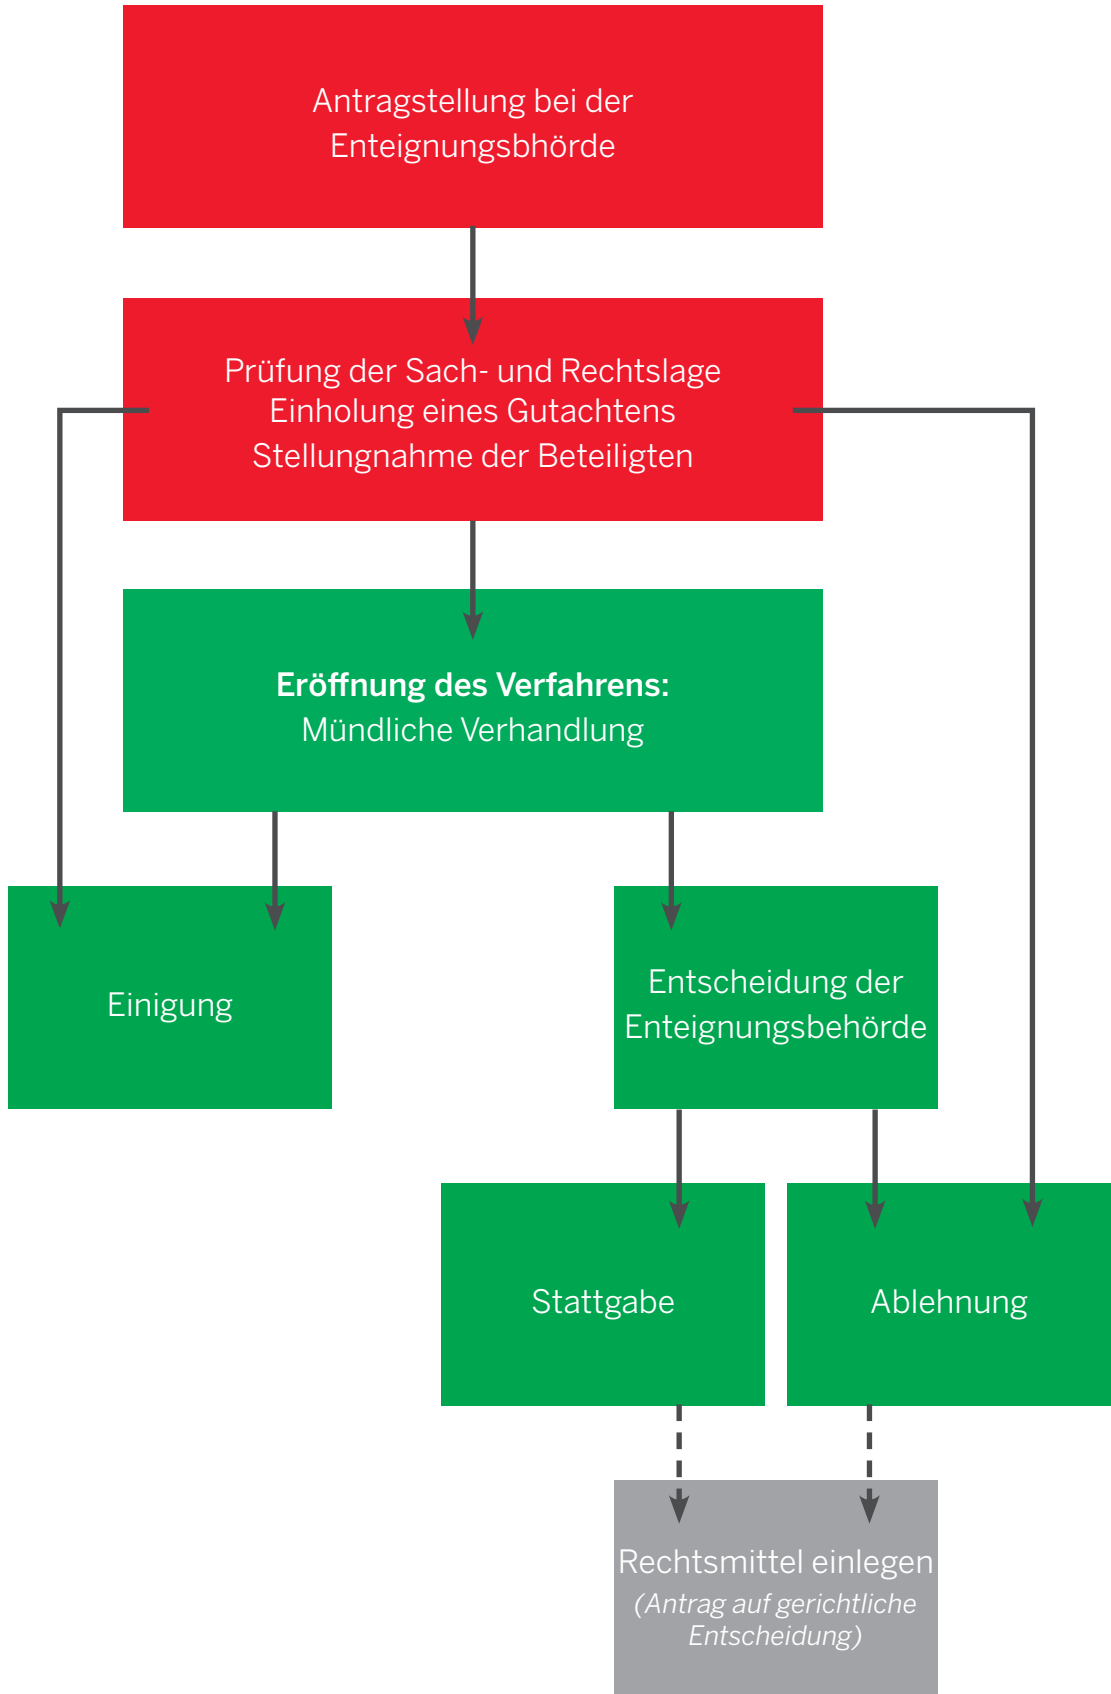 Antragstellung bei der
Enteignungsbhörde
Prüfung der Sach- und Rechtslage
Einholung eines Gutachtens
Stellungnahme der Beteiligten
Eröffnung des Verfahrens:
Mündliche Verhandlung
Einigung
Entscheidung der
Enteignungsbehörde
Stattgabe
Ablehnung
Rechtsmittel einlegen
(Antrag auf gerichtliche
Entscheidung)